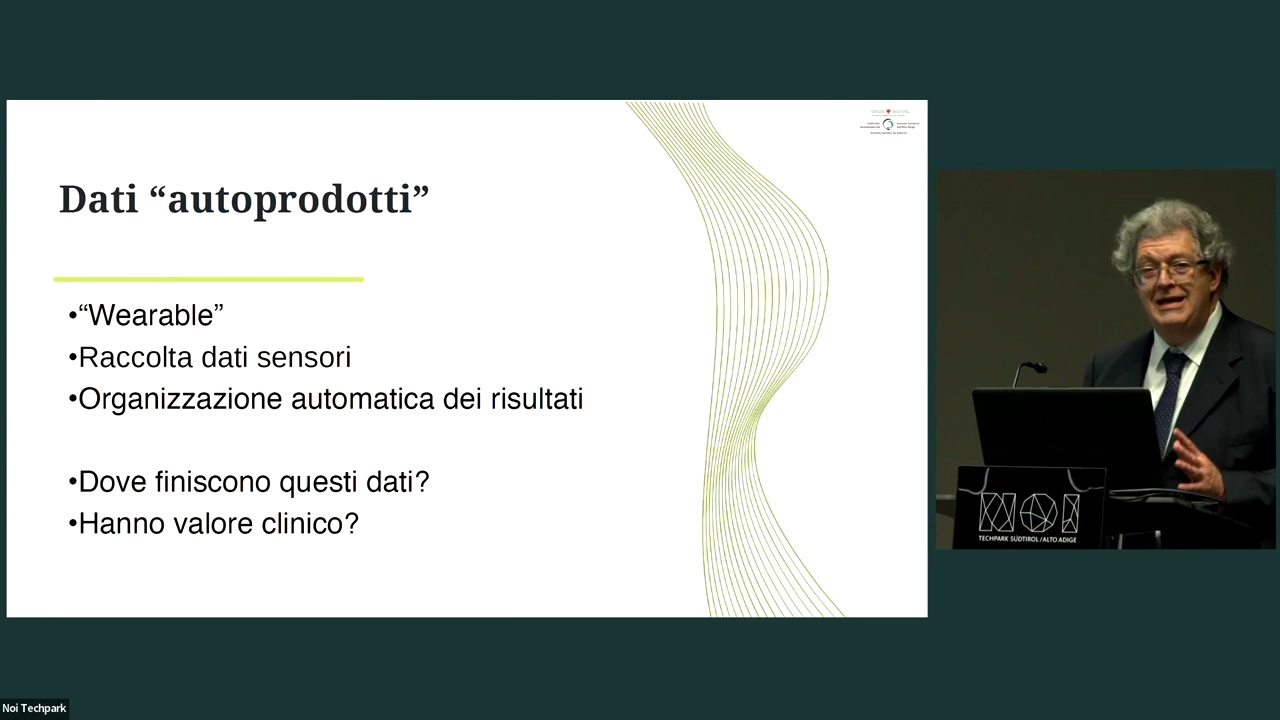 Dati “autoprodotti”
•“Wearable”
•Raccolta dati sensori
•Organizzazione automatica dei risultati
•Dove finiscono questi dati?
•Hanno valore clinico?
NOI
TECHPARK SÜDTIROL / ALTO ADIGE
Noi Techpark